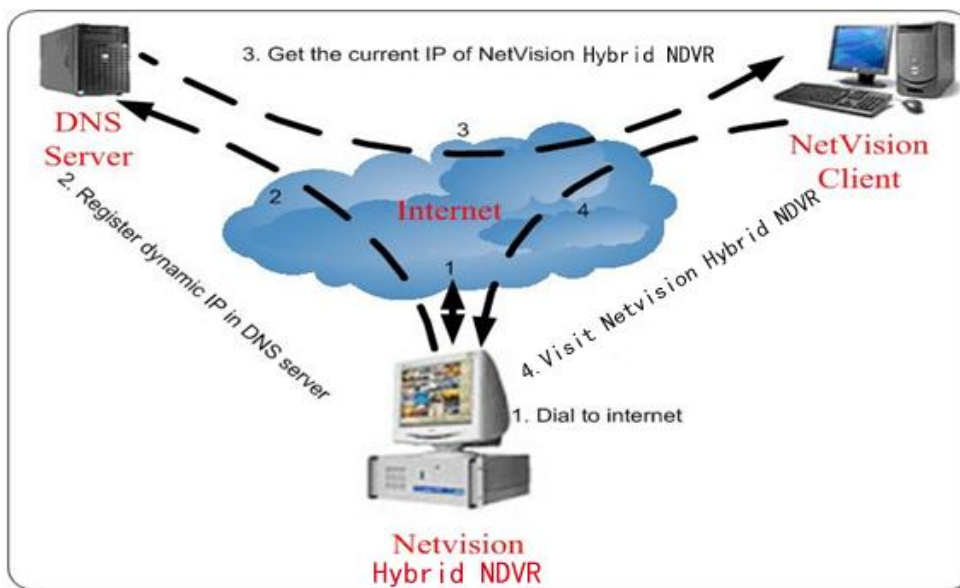 3. Get the current IP of NetVision Hybrid NDVR
DNS
Server
NetVision
Client
3
2
Internet
4
1
2. Register dynamic IP in DNS server
4. Visit Netvision Hybrid NDVR
1. Dial to internet
Netvision
Hybrid NDVR